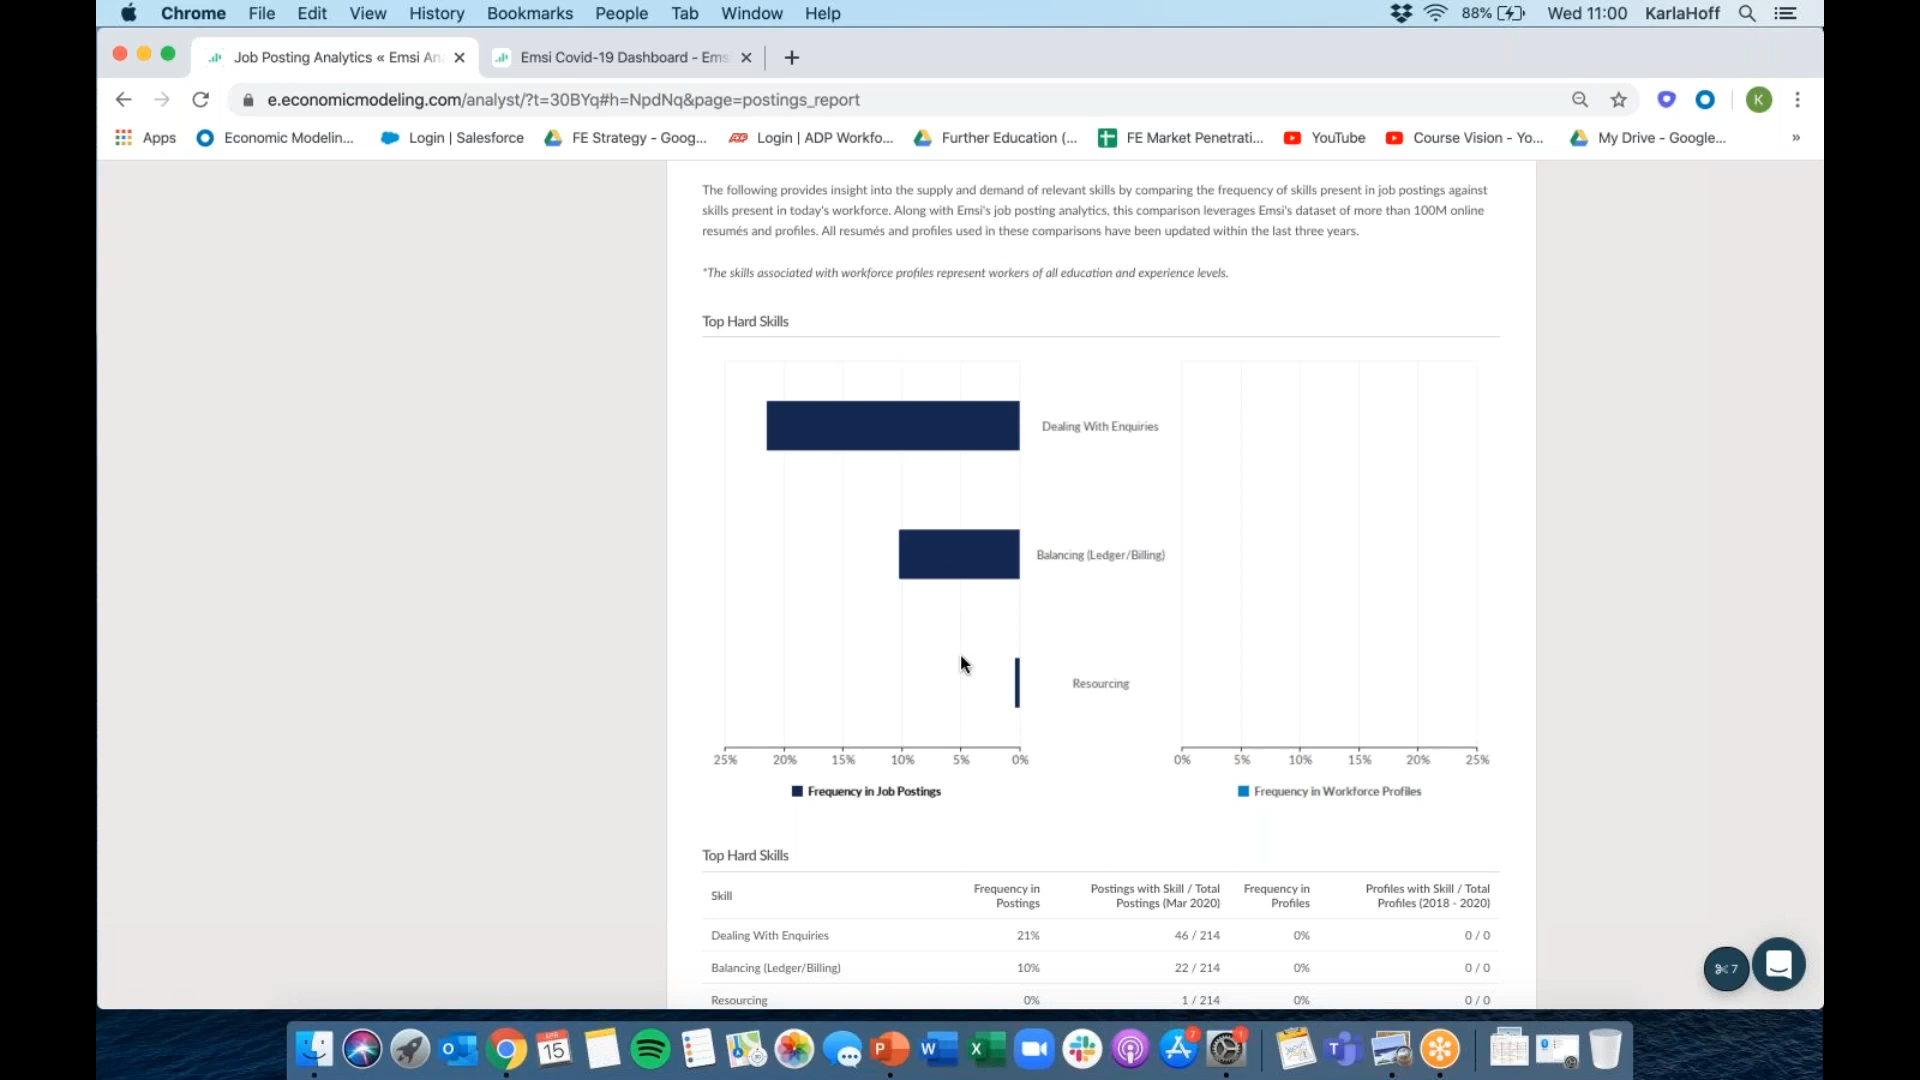 Chrome File Edit View History Bookmarks People Tab Window Help 88% Wed 11:00 KarlaHoff
Job Posting Analytics « Emsi An
Emsi Covid-19 Dashboard - Ems
e.economicmodeling.com/analyst/?t=30BYq#h=NpdNq&page=postings_report
K
Apps Economic Modelin... Login | Salesforce FE Strategy - Goog... Login | ADP Workfo... Further Education (... FE Market Penetrati... YouTube Course Vision - Yo... My Drive - Google... »
The following provides insight into the supply and demand of relevant skills by comparing the frequency of skills present in job postings against
skills present in today's workforce. Along with Emsi's job posting analytics, this comparison leverages Emsi's dataset of more than 100M online
resumés and profiles. All resumés and profiles used in these comparisons have been updated within the last three years.
*The skills associated with workforce profiles represent workers of all education and experience levels.
Top Hard Skills
Dealing With Enquiries
Balancing (Ledger/Billing)
Resourcing
25% 20% 15% 10% 5% 0% 0% 5% 10% 15% 20% 25%
Frequency in Job Postings Frequency in Workforce Profiles
Top Hard Skills
Skill Frequency in Postings Postings with Skill / Total Postings (Mar 2020) Frequency in Profiles Profiles with Skill / Total Profiles (2018 - 2020)
Dealing With Enquiries 21% 46 / 214 0% 0 / 0
Balancing (Ledger/Billing) 10% 22 / 214 0% 0 / 0
Resourcing 0% 1 / 214 0% 0 / 0
7
15
P
W
X
7
1
T